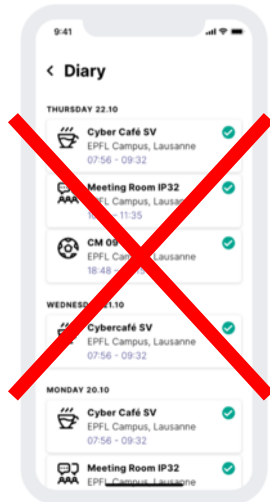 9:41
Diary
THURSDAY 22.10
Cyber Café SV
EPFL Campus, Lausanne
07:56 - 09:32
Meeting Room IP32
EPFL Campus, Lausanne
- 11:35
CM 09
EPFL Campus, Lausanne
18:48 -
WEDNESDAY 21.10
Cybercafé SV
EPFL Campus, Lausanne
07:56 - 09:32
MONDAY 20.10
Cyber Café SV
EPFL Campus, Lausanne
07:56 - 09:32
Meeting Room IP32
EPFL Campus, Lausanne